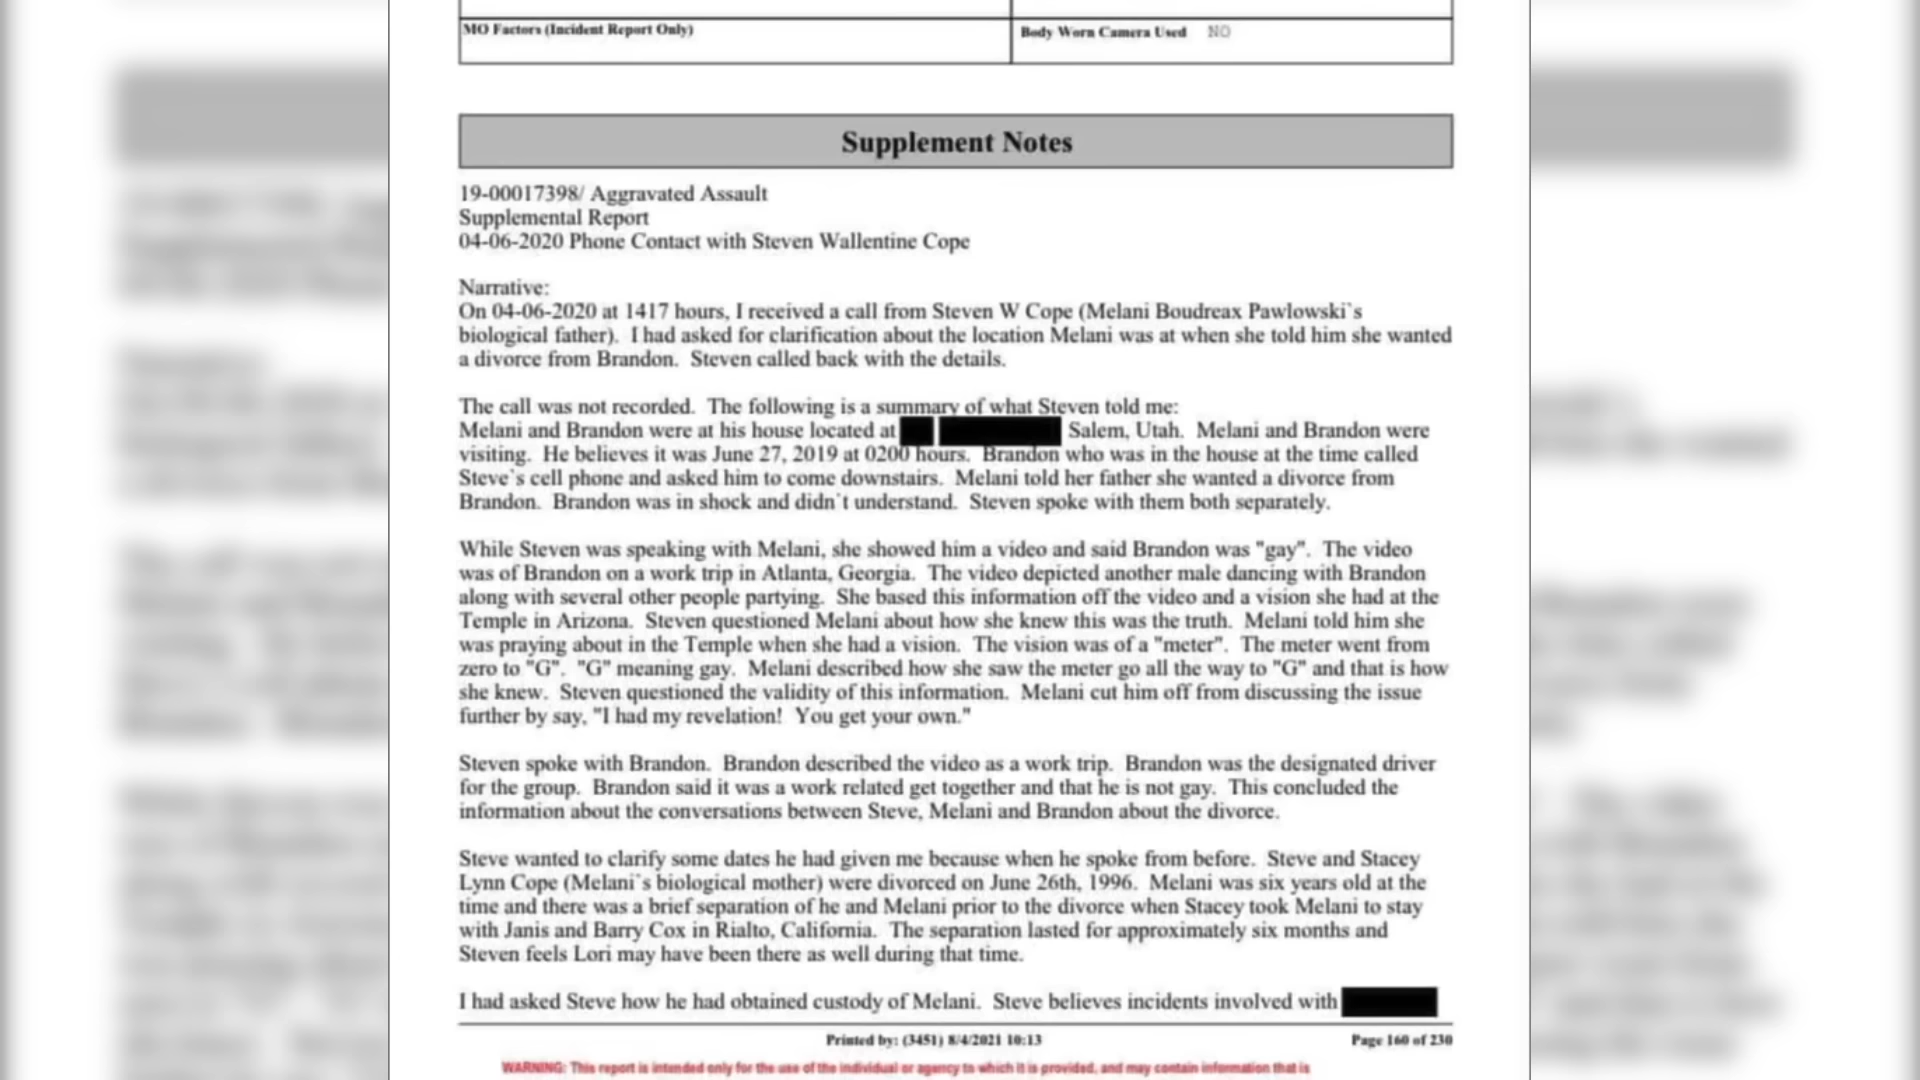 MO Factors (Incident Report Only)
Body Worn Camera Used NO
Supplement Notes
19-00017398/ Aggravated Assault
Supplemental Report
04-06-2020 Phone Contact with Steven Wallentine Cope
Narrative:
On 04-06-2020 at 1417 hours, I received a call from Steven W Cope (Melani Boudreax Pawlowski`s
biological father).  I had asked for clarification about the location Melani was at when she told him she wanted
a divorce from Brandon.  Steven called back with the details.
The call was not recorded.  The following is a summary of what Steven told me:
Melani and Brandon were at his house located at Salem, Utah.  Melani and Brandon were
visiting.  He believes it was June 27, 2019 at 0200 hours.  Brandon who was in the house at the time called
Steve`s cell phone and asked him to come downstairs.  Melani told her father she wanted a divorce from
Brandon.  Brandon was in shock and didn`t understand.  Steven spoke with them both separately.
While Steven was speaking with Melani, she showed him a video and said Brandon was "gay".  The video
was of Brandon on a work trip in Atlanta, Georgia.  The video depicted another male dancing with Brandon
along with several other people partying.  She based this information off the video and a vision she had at the
Temple in Arizona.  Steven questioned Melani about how she knew this was the truth.  Melani told him she
was praying about in the Temple when she had a vision.  The vision was of a "meter".  The meter went from
zero to "G".  "G" meaning gay.  Melani described how she saw the meter go all the way to "G" and that is how
she knew.  Steven questioned the validity of this information.  Melani cut him off from discussing the issue
further by say, "I had my revelation!  You get your own."
Steven spoke with Brandon.  Brandon described the video as a work trip.  Brandon was the designated driver
for the group.  Brandon said it was a work related get together and that he is not gay.  This concluded the
information about the conversations between Steve, Melani and Brandon about the divorce.
Steve wanted to clarify some dates he had given me because when he spoke from before.  Steve and Stacey
Lynn Cope (Melani`s biological mother) were divorced on June 26th, 1996.  Melani was six years old at the
time and there was a brief separation of he and Melani prior to the divorce when Stacey took Melani to stay
with Janis and Barry Cox in Rialto, California.  The separation lasted for approximately six months and
Steven feels Lori may have been there as well during that time.
I had asked Steve how he had obtained custody of Melani.  Steve believes incidents involved with
Printed by: (3451) 8/4/2021 10:13
Page 160 of 230
WARNING: This report is intended only for the use of the individual or agency to which it is provided, and may contain information that is